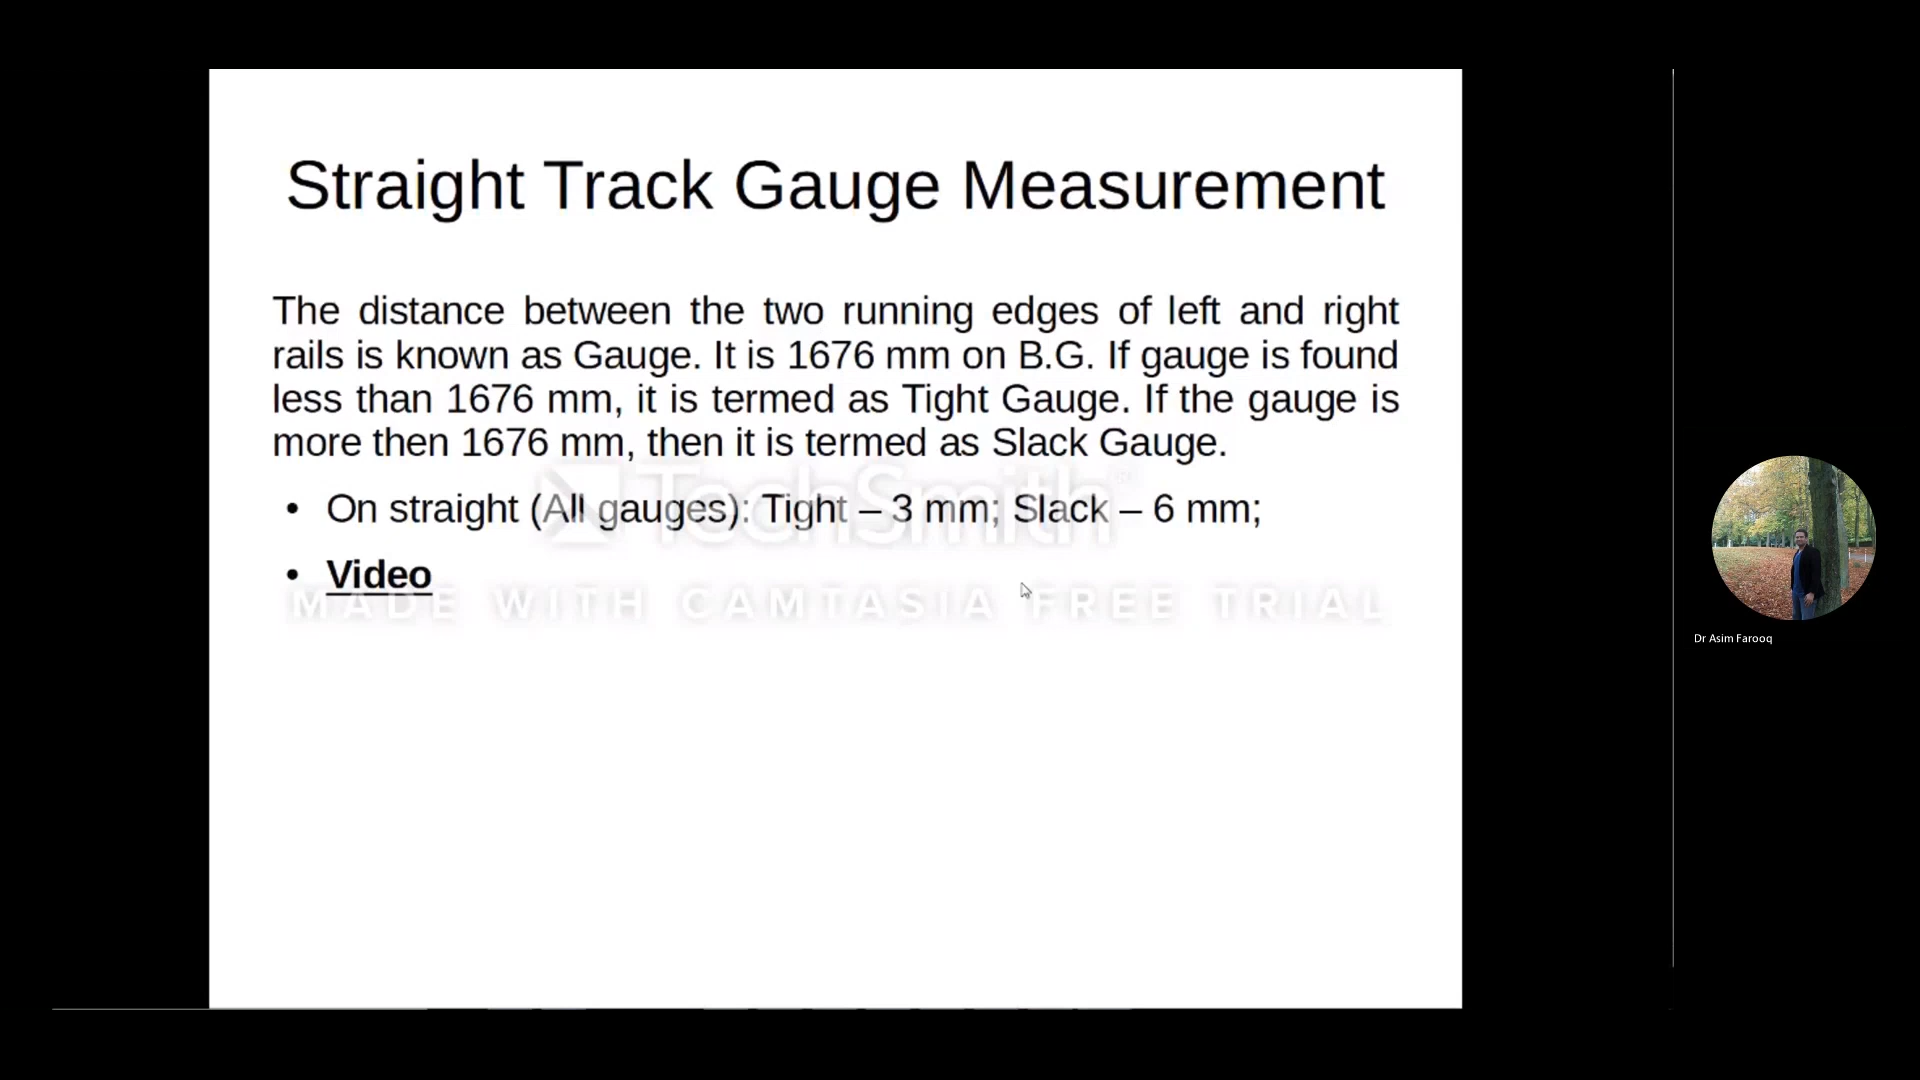 Straight Track Gauge Measurement
The distance between the two running edges of left and right
rails is known as Gauge. It is 1676 mm on B.G. If gauge is found
less than 1676 mm, it is termed as Tight Gauge. If the gauge is
more then 1676 mm, then it is termed as Slack Gauge.
TechSmith
• On straight (All gauges): Tight – 3 mm; Slack – 6 mm;
• Video
MADE WITH CAMTASIA FREE TRIAL
Dr Asim Farooq